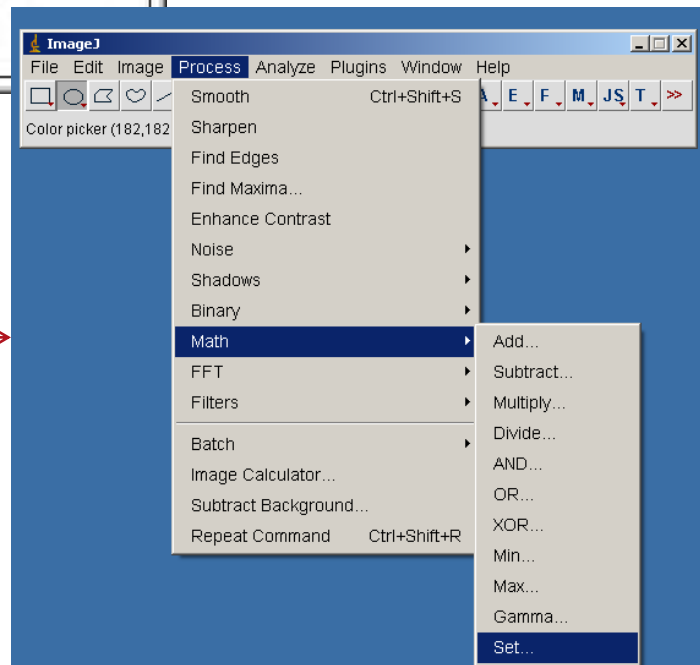 ImageJ
File Edit Image Process Analyze Plugins Window Help
E F M JS T >>
Color picker (182,182
Smooth Ctrl+Shift+S
Sharpen
Find Edges
Find Maxima...
Enhance Contrast
Noise
Shadows
Binary
Math
FFT
Filters
Batch
Image Calculator...
Subtract Background...
Repeat Command Ctrl+Shift+R
Add...
Subtract...
Multiply...
Divide...
AND...
OR...
XOR...
Min...
Max...
Gamma...
Set...